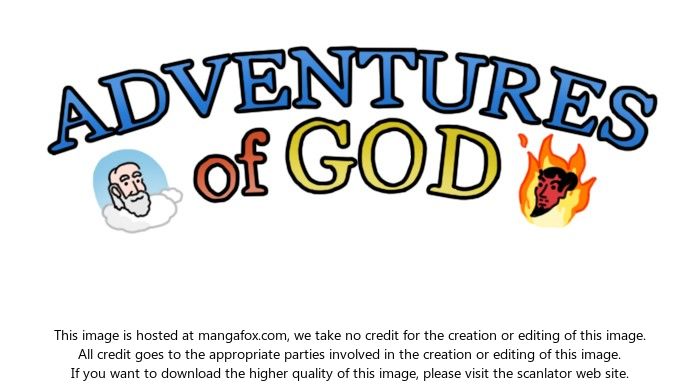 ADVENTURES
of GOD
This image is hosted at mangafox.com, we take no credit for the creation or editing of this image.
All credit goes to the appropriate parties involved in the creation or editing of this image.
If you want to download the higher quality of this image, please visit the scanlator web site.